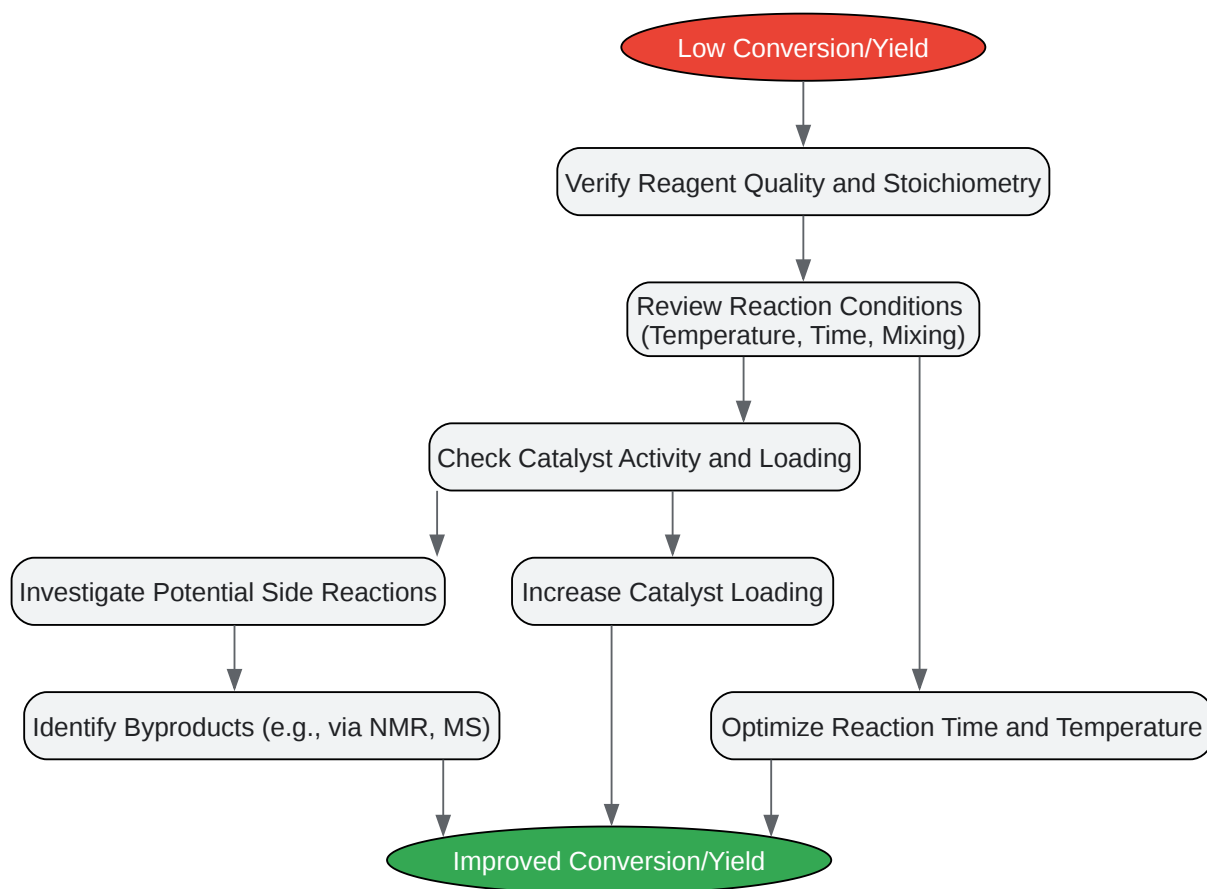 Low Conversion/Yield
Verify Reagent Quality and Stoichiometry
Review Reaction Conditions
(Temperature, Time, Mixing)
Check Catalyst Activity and Loading
Investigate Potential Side Reactions
Increase Catalyst Loading
Identify Byproducts (e.g., via NMR, MS)
Optimize Reaction Time and Temperature
Improved Conversion/Yield